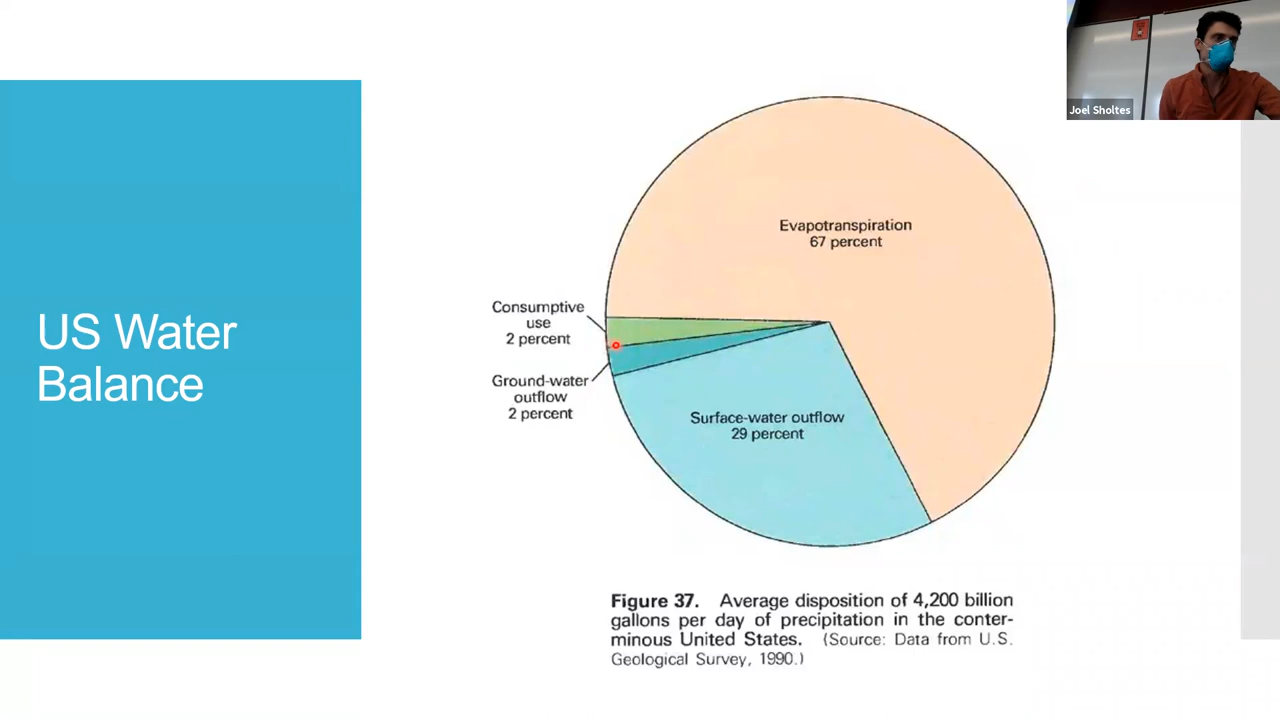 Joel Sholtes
US Water
Balance
Evapotranspiration
67 percent
Consumptive
use
2 percent
Ground-water
outflow
2 percent
Surface-water outflow
29 percent
Figure 37. Average disposition of 4,200 billion
gallons per day of precipitation in the conter-
minous United States. (Source: Data from U.S.
Geological Survey, 1990.)